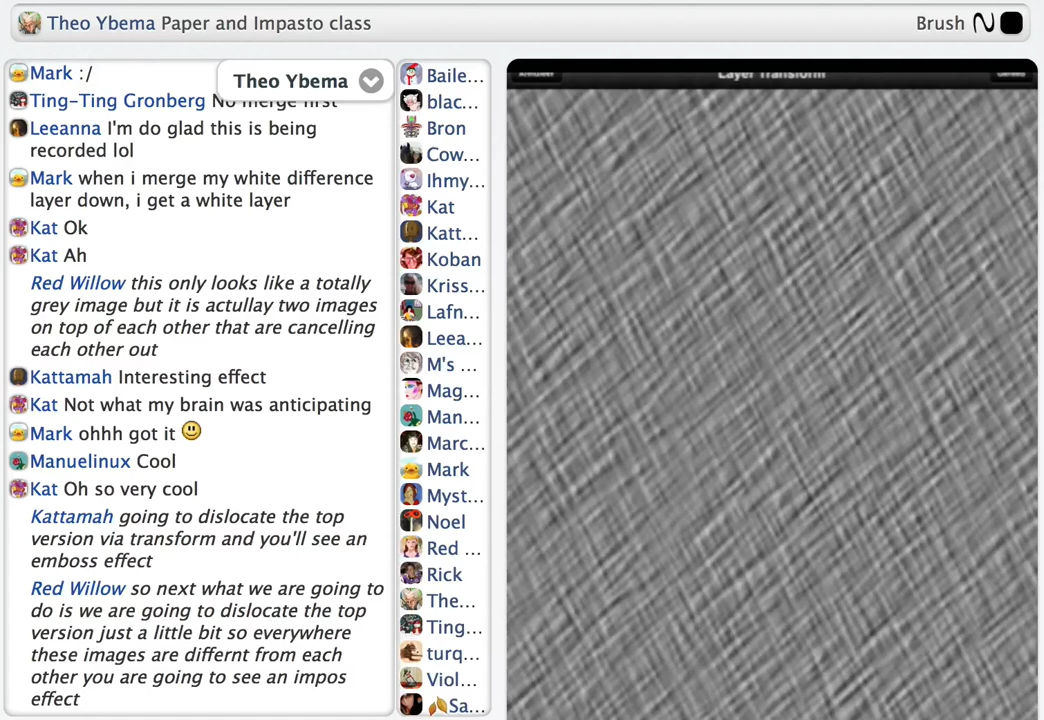 Theo Ybema Paper and Impasto class
Brush
Mark :/
Theo Ybema
Ting-Ting Gronberg No merge first
Leeanna I'm do glad this is being
recorded lol
Mark when i merge my white difference
layer down, i get a white layer
Kat Ok
Kat Ah
Red Willow this only looks like a totally
grey image but it is actullay two images
on top of each other that are cancelling
each other out
Kattamah Interesting effect
Kat Not what my brain was anticipating
Mark ohhh got it
Manuelinux Cool
Kat Oh so very cool
Kattamah going to dislocate the top
version via transform and you'll see an
emboss effect
Red Willow so next what we are going to
do is we are going to dislocate the top
version just a little bit so everywhere
these images are differnt from each
other you are going to see an impos
effect
Baile...
blac...
Bron
Cow...
Ihmy...
Kat
Katt...
Koban
Kriss...
Lafn...
Leea...
M's ...
Mag...
Man...
Marc...
Mark
Myst...
Noel
Red ...
Rick
The...
Ting...
turq...
Viol...
Sa...
Layer Transform